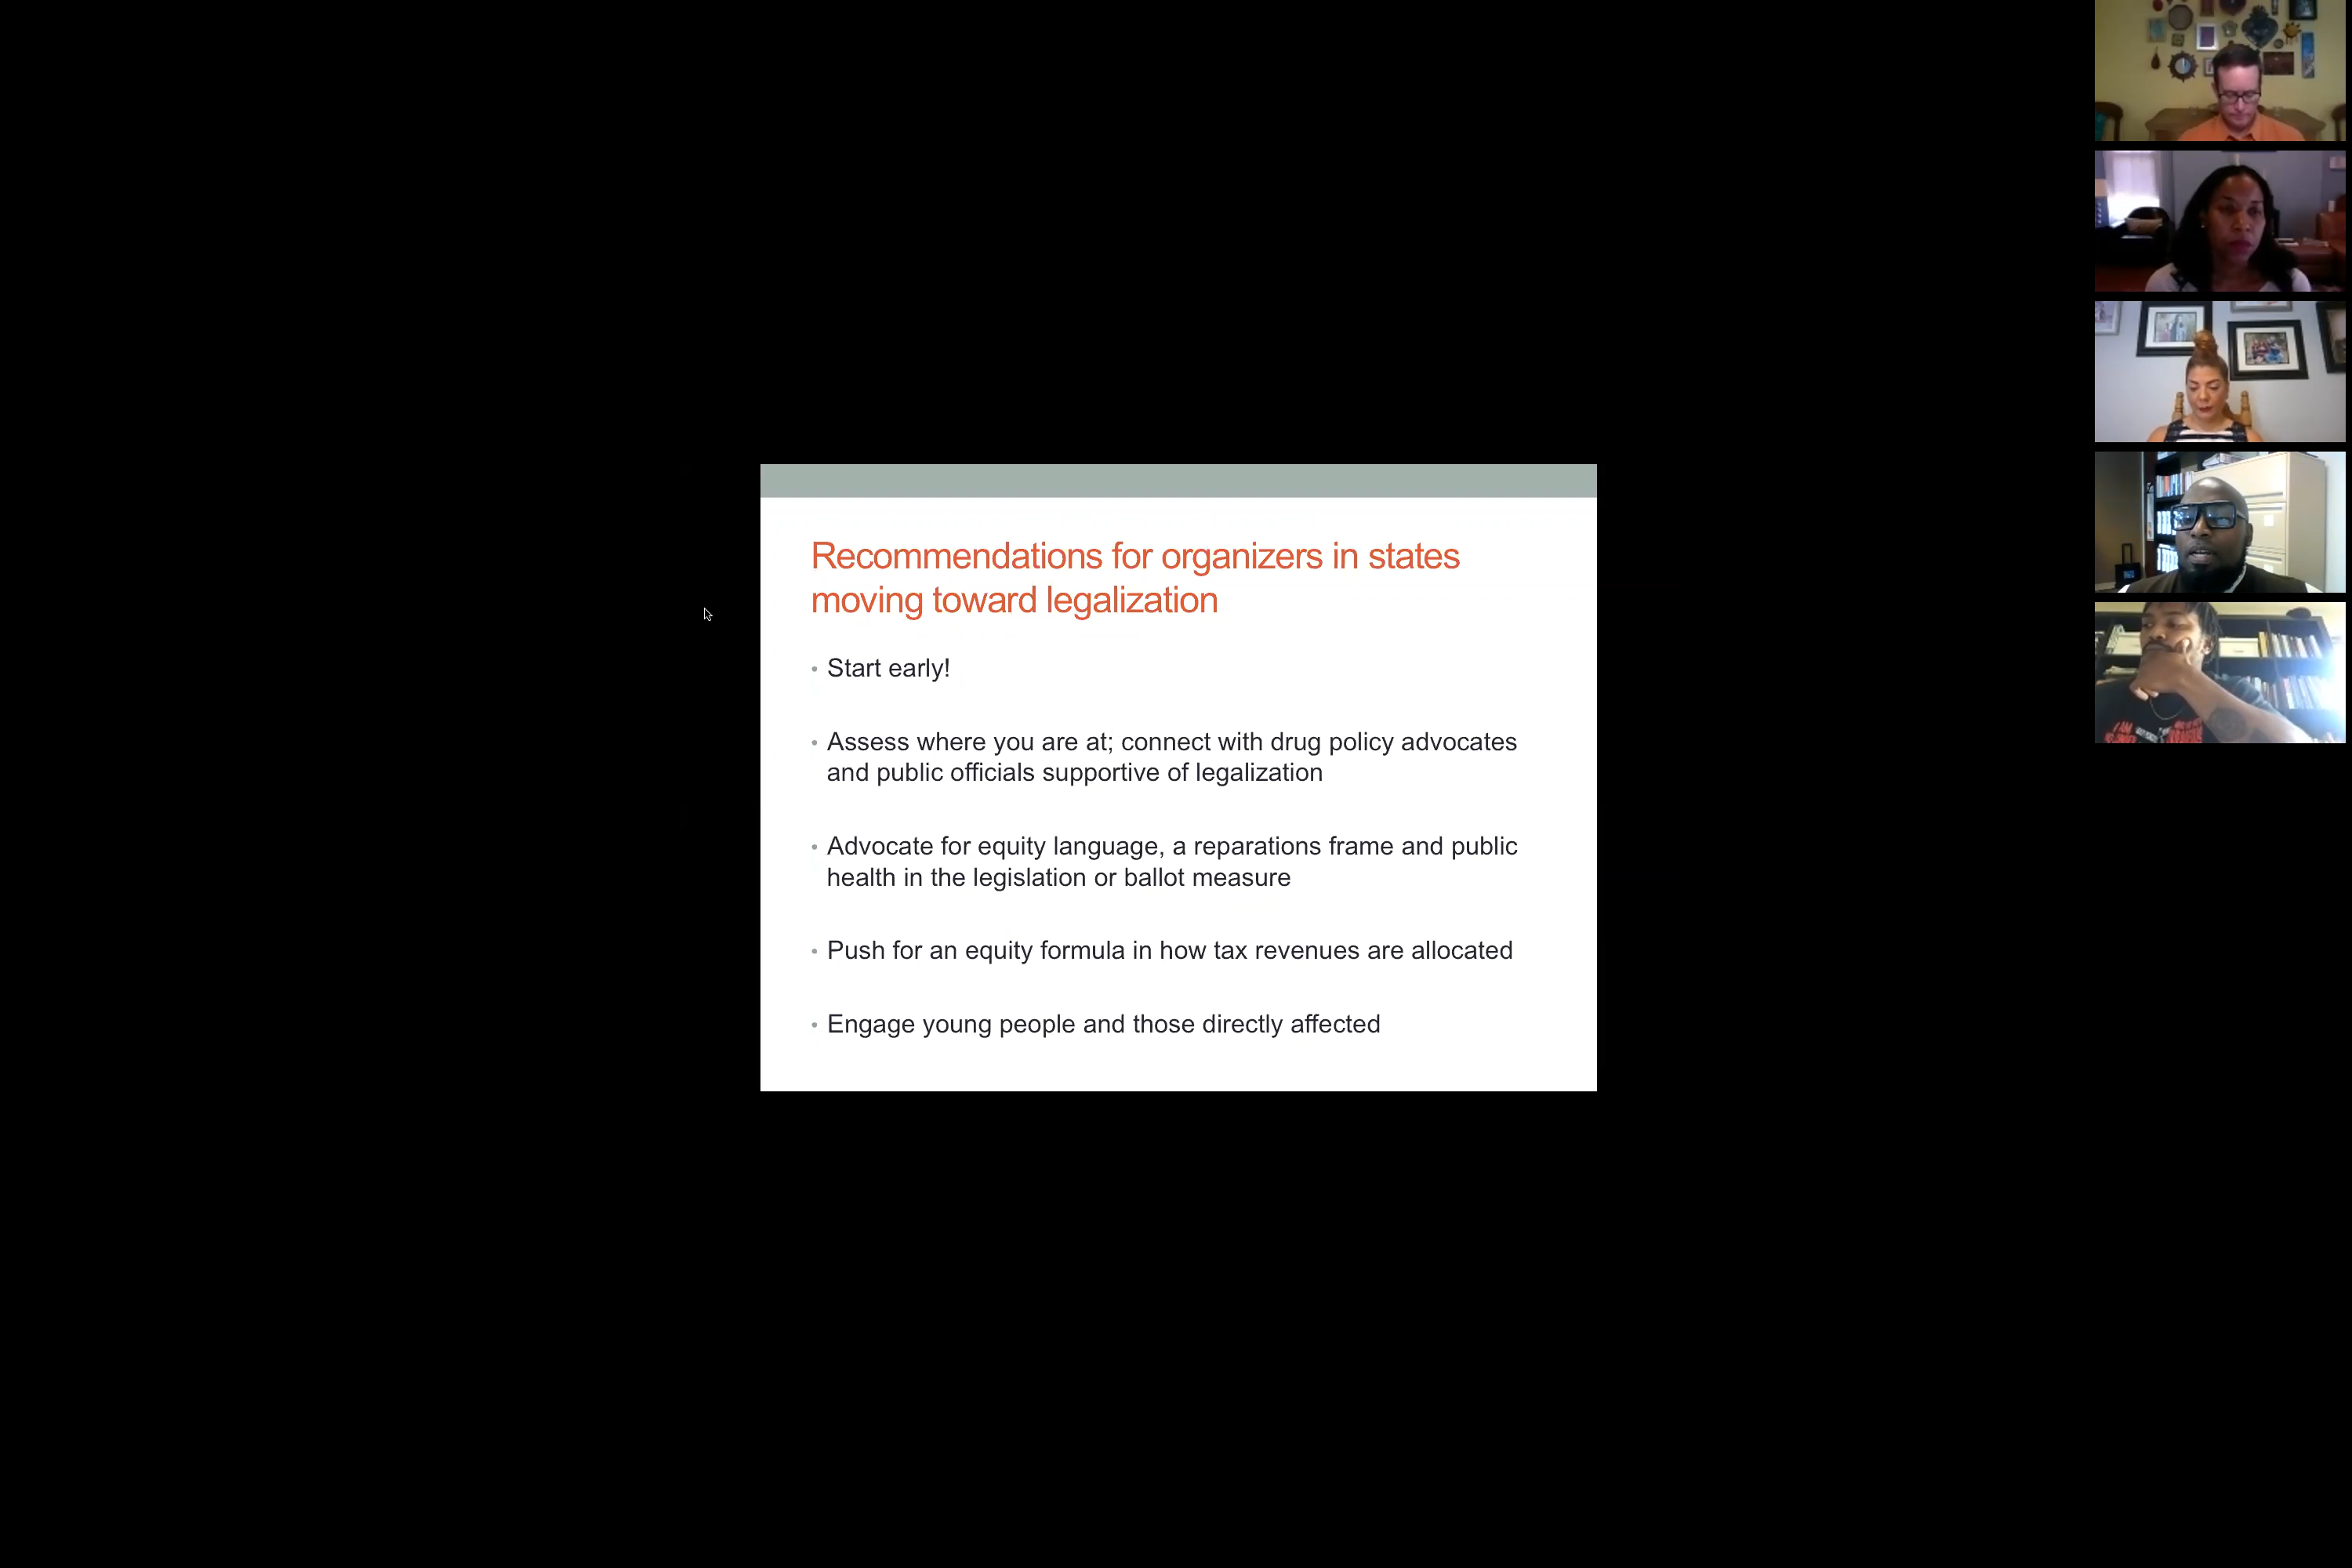 Recommendations for organizers in states
moving toward legalization
• Start early!
• Assess where you are at; connect with drug policy advocates
and public officials supportive of legalization
• Advocate for equity language, a reparations frame and public
health in the legislation or ballot measure
• Push for an equity formula in how tax revenues are allocated
• Engage young people and those directly affected
I AM